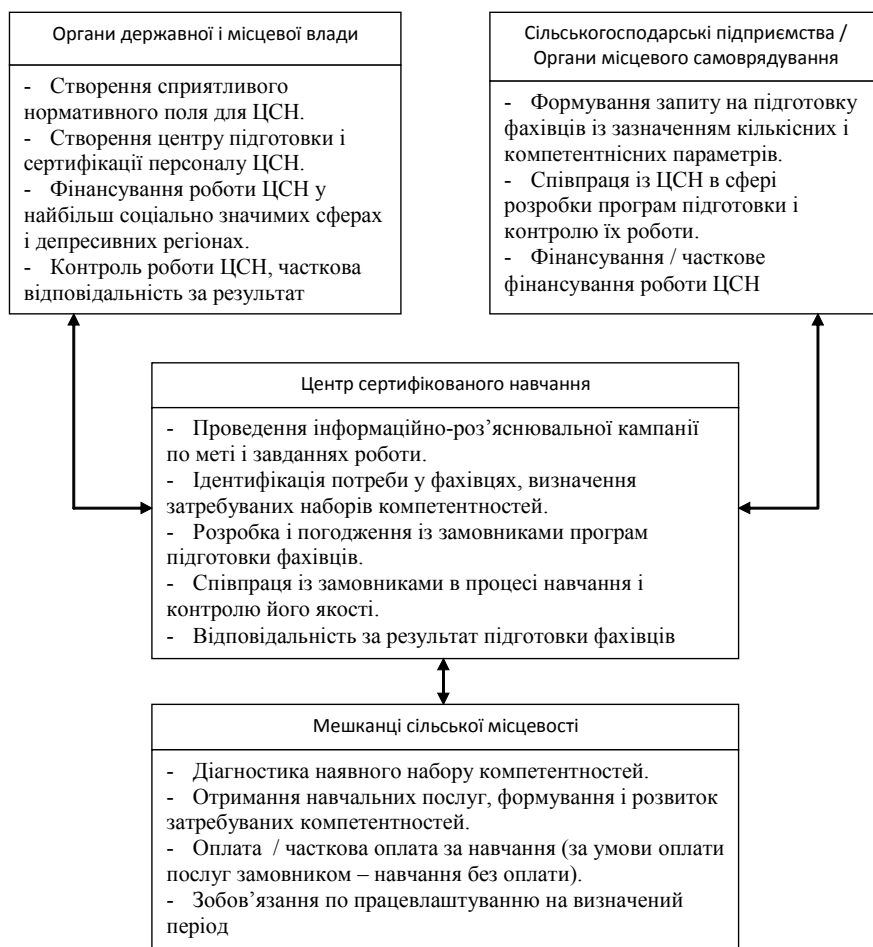 Органи державної і місцевої влади
- Створення сприятливого
нормативного поля для ЦСН.
- Створення центру підготовки і
сертифікації персоналу ЦСН.
- Фінансування роботи ЦСН у
найбільш соціально значимих сферах
і депресивних регіонах.
- Контроль роботи ЦСН, часткова
відповідальність за результат
Сільськогосподарські підприємства /
Органи місцевого самоврядування
- Формування запиту на підготовку
фахівців із зазначенням кількісних і
компетентнісних параметрів.
- Співпраця із ЦСН в сфері
розробки програм підготовки і
контролю їх роботи.
- Фінансування / часткове
фінансування роботи ЦСН
Центр сертифікованого навчання
- Проведення інформаційно-роз’яснювальної кампанії
по меті і завданнях роботи.
- Ідентифікація потреби у фахівцях, визначення
затребуваних наборів компетентностей.
- Розробка і погодження із замовниками програм
підготовки фахівців.
- Співпраця із замовниками в процесі навчання і
контролю його якості.
- Відповідальність за результат підготовки фахівців
Мешканці сільської місцевості
- Діагностика наявного набору компетентностей.
- Отримання навчальних послуг, формування і розвиток
затребуваних компетентностей.
- Оплата / часткова оплата за навчання (за умови оплати
послуг замовником – навчання без оплати).
- Зобов’язання по працевлаштуванню на визначений
період